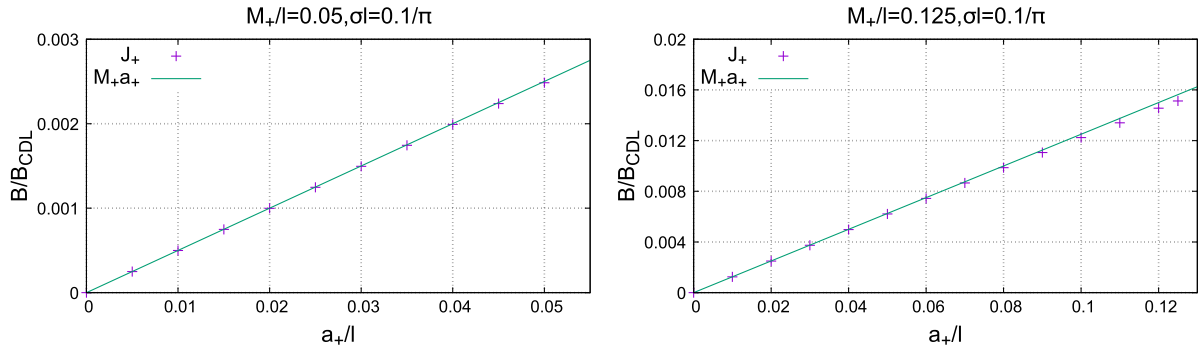 M₊/l=0.05,σl=0.1/π
J₊
M₊a₊
B/B_CDL
0.003
0.002
0.001
0
0 0.01 0.02 0.03 0.04 0.05
a₊/l
M₊/l=0.125,σl=0.1/π
J₊
M₊a₊
B/B_CDL
0.02
0.016
0.012
0.008
0.004
0
0 0.02 0.04 0.06 0.08 0.1 0.12
a₊/l